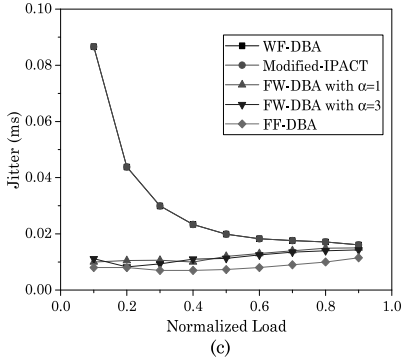 0.10
0.08
0.06
0.04
0.02
0.00
Jitter (ms)
WF-DBA
Modified-IPACT
FW-DBA with α=1
FW-DBA with α=3
FF-DBA
0.0 0.2 0.4 0.6 0.8 1.0
Normalized Load
(c)